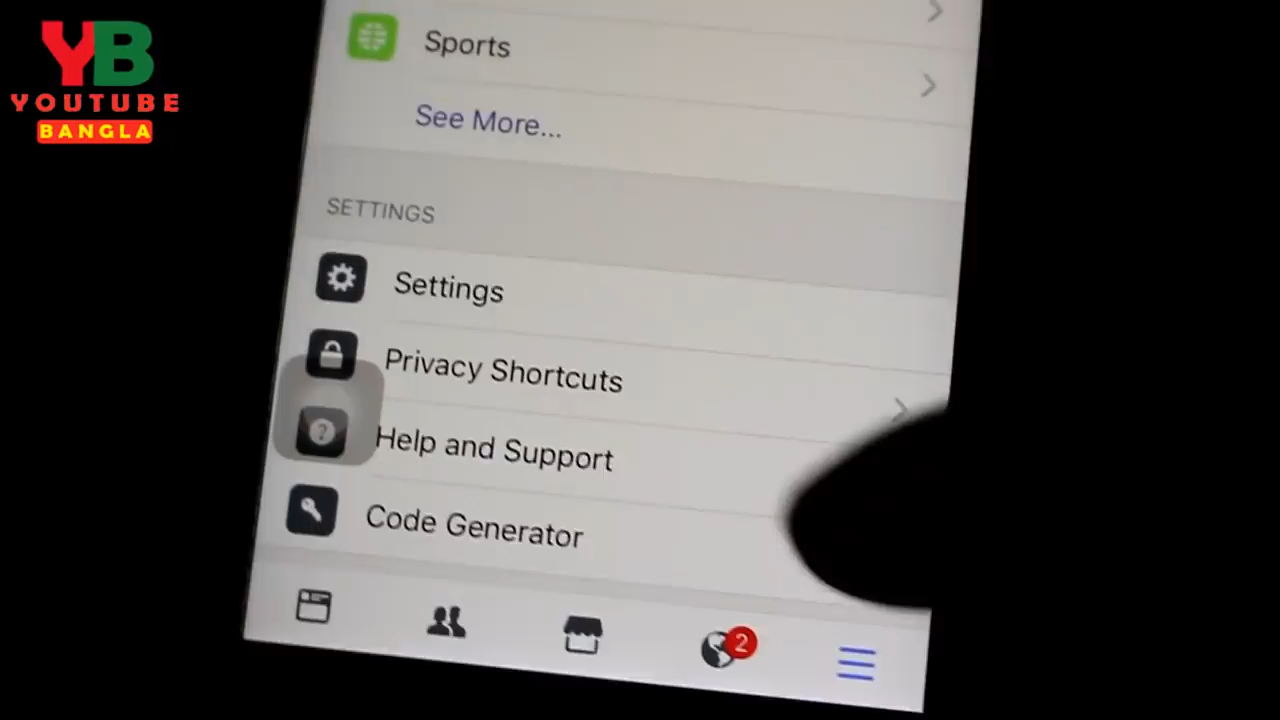 YB
YOUTUBE
BANGLA
Sports
See More...
SETTINGS
Settings
Privacy Shortcuts
Help and Support
Code Generator
2